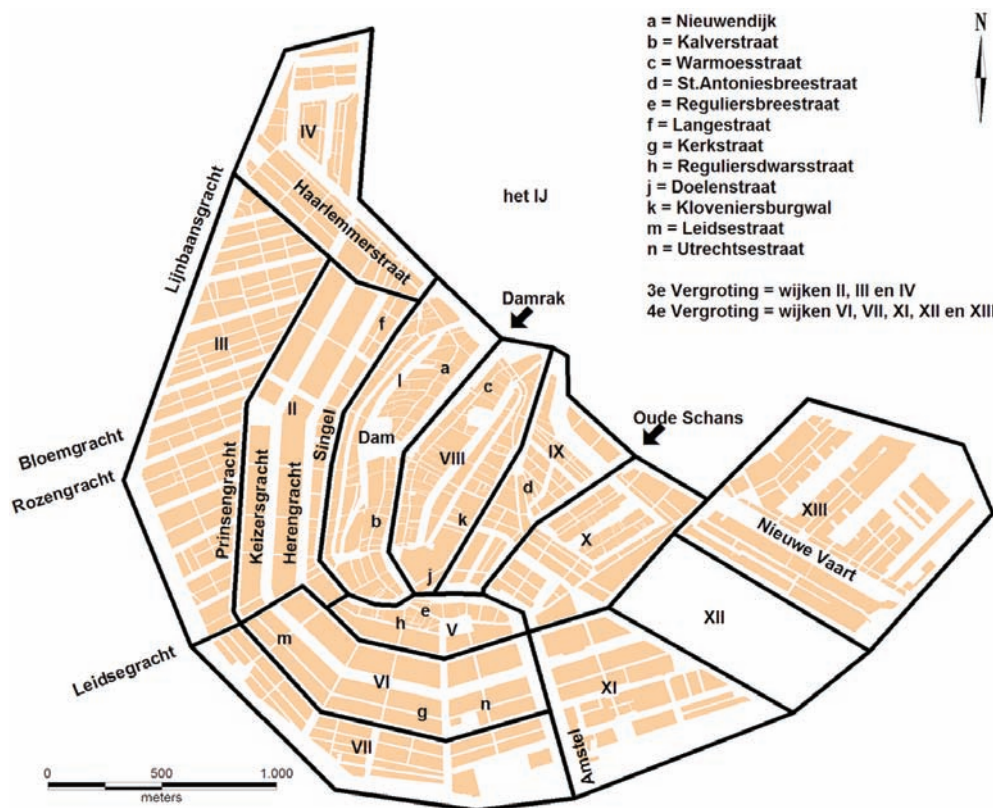 a = Nieuwendijk
b = Kalverstraat
c = Warmoesstraat
d = St.Antoniesbreestraat
e = Reguliersbreestraat
f = Langestraat
g = Kerkstraat
h = Reguliersdwarsstraat
j = Doelenstraat
k = Kloveniersburgwal
m = Leidsestraat
n = Utrechtsestraat
3e Vergroting = wijken II, III en IV
4e Vergroting = wijken VI, VII, XI, XII en XIII
N
IV
Haarlemmerstraat
Lijnbaansgracht
het IJ
Damrak
III
f
I
a
c
II
Singel
Dam
VIII
IX
Oude Schans
Bloemgracht
Rozengracht
Prinsengracht
Keizersgracht
Herengracht
d
b
k
X
XIII
Nieuwe Vaart
j
e
h
V
XII
Leidsegracht
m
VI
g
n
XI
VII
Amstel
0 500 1.000
meters